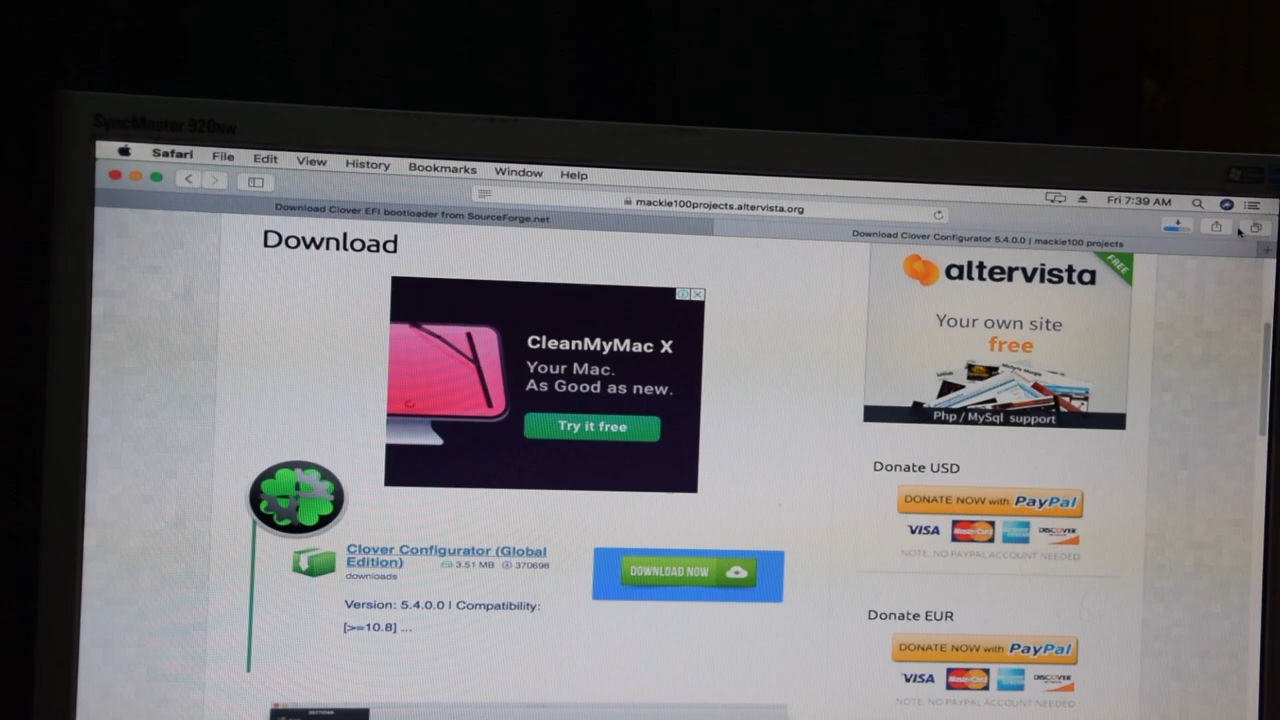 SyncMaster 920NW
Safari File Edit View History Bookmarks Window Help
Fri 7:39 AM
mackie100projects.altervista.org
Download Clover EFI bootloader from SourceForge.net
Download Clover Configurator 5.4.0.0 | mackie100 projects
Download
CleanMyMac X
Your Mac.
As Good as new.
Try it free
altervista
FREE
Your own site
free
Php / MySql support
Clover Configurator (Global
Edition)
3.51 MB 370698
downloads
DOWNLOAD NOW
Version: 5.4.0.0 | Compatibility:
[>=10.8] ...
Donate USD
DONATE NOW with PayPal
VISA MasterCard DISCOVER
NOTE: NO PAYPAL ACCOUNT NEEDED
Donate EUR
DONATE NOW with PayPal
VISA MasterCard
NOTE: NO PAYPAL ACCOUNT NEEDED